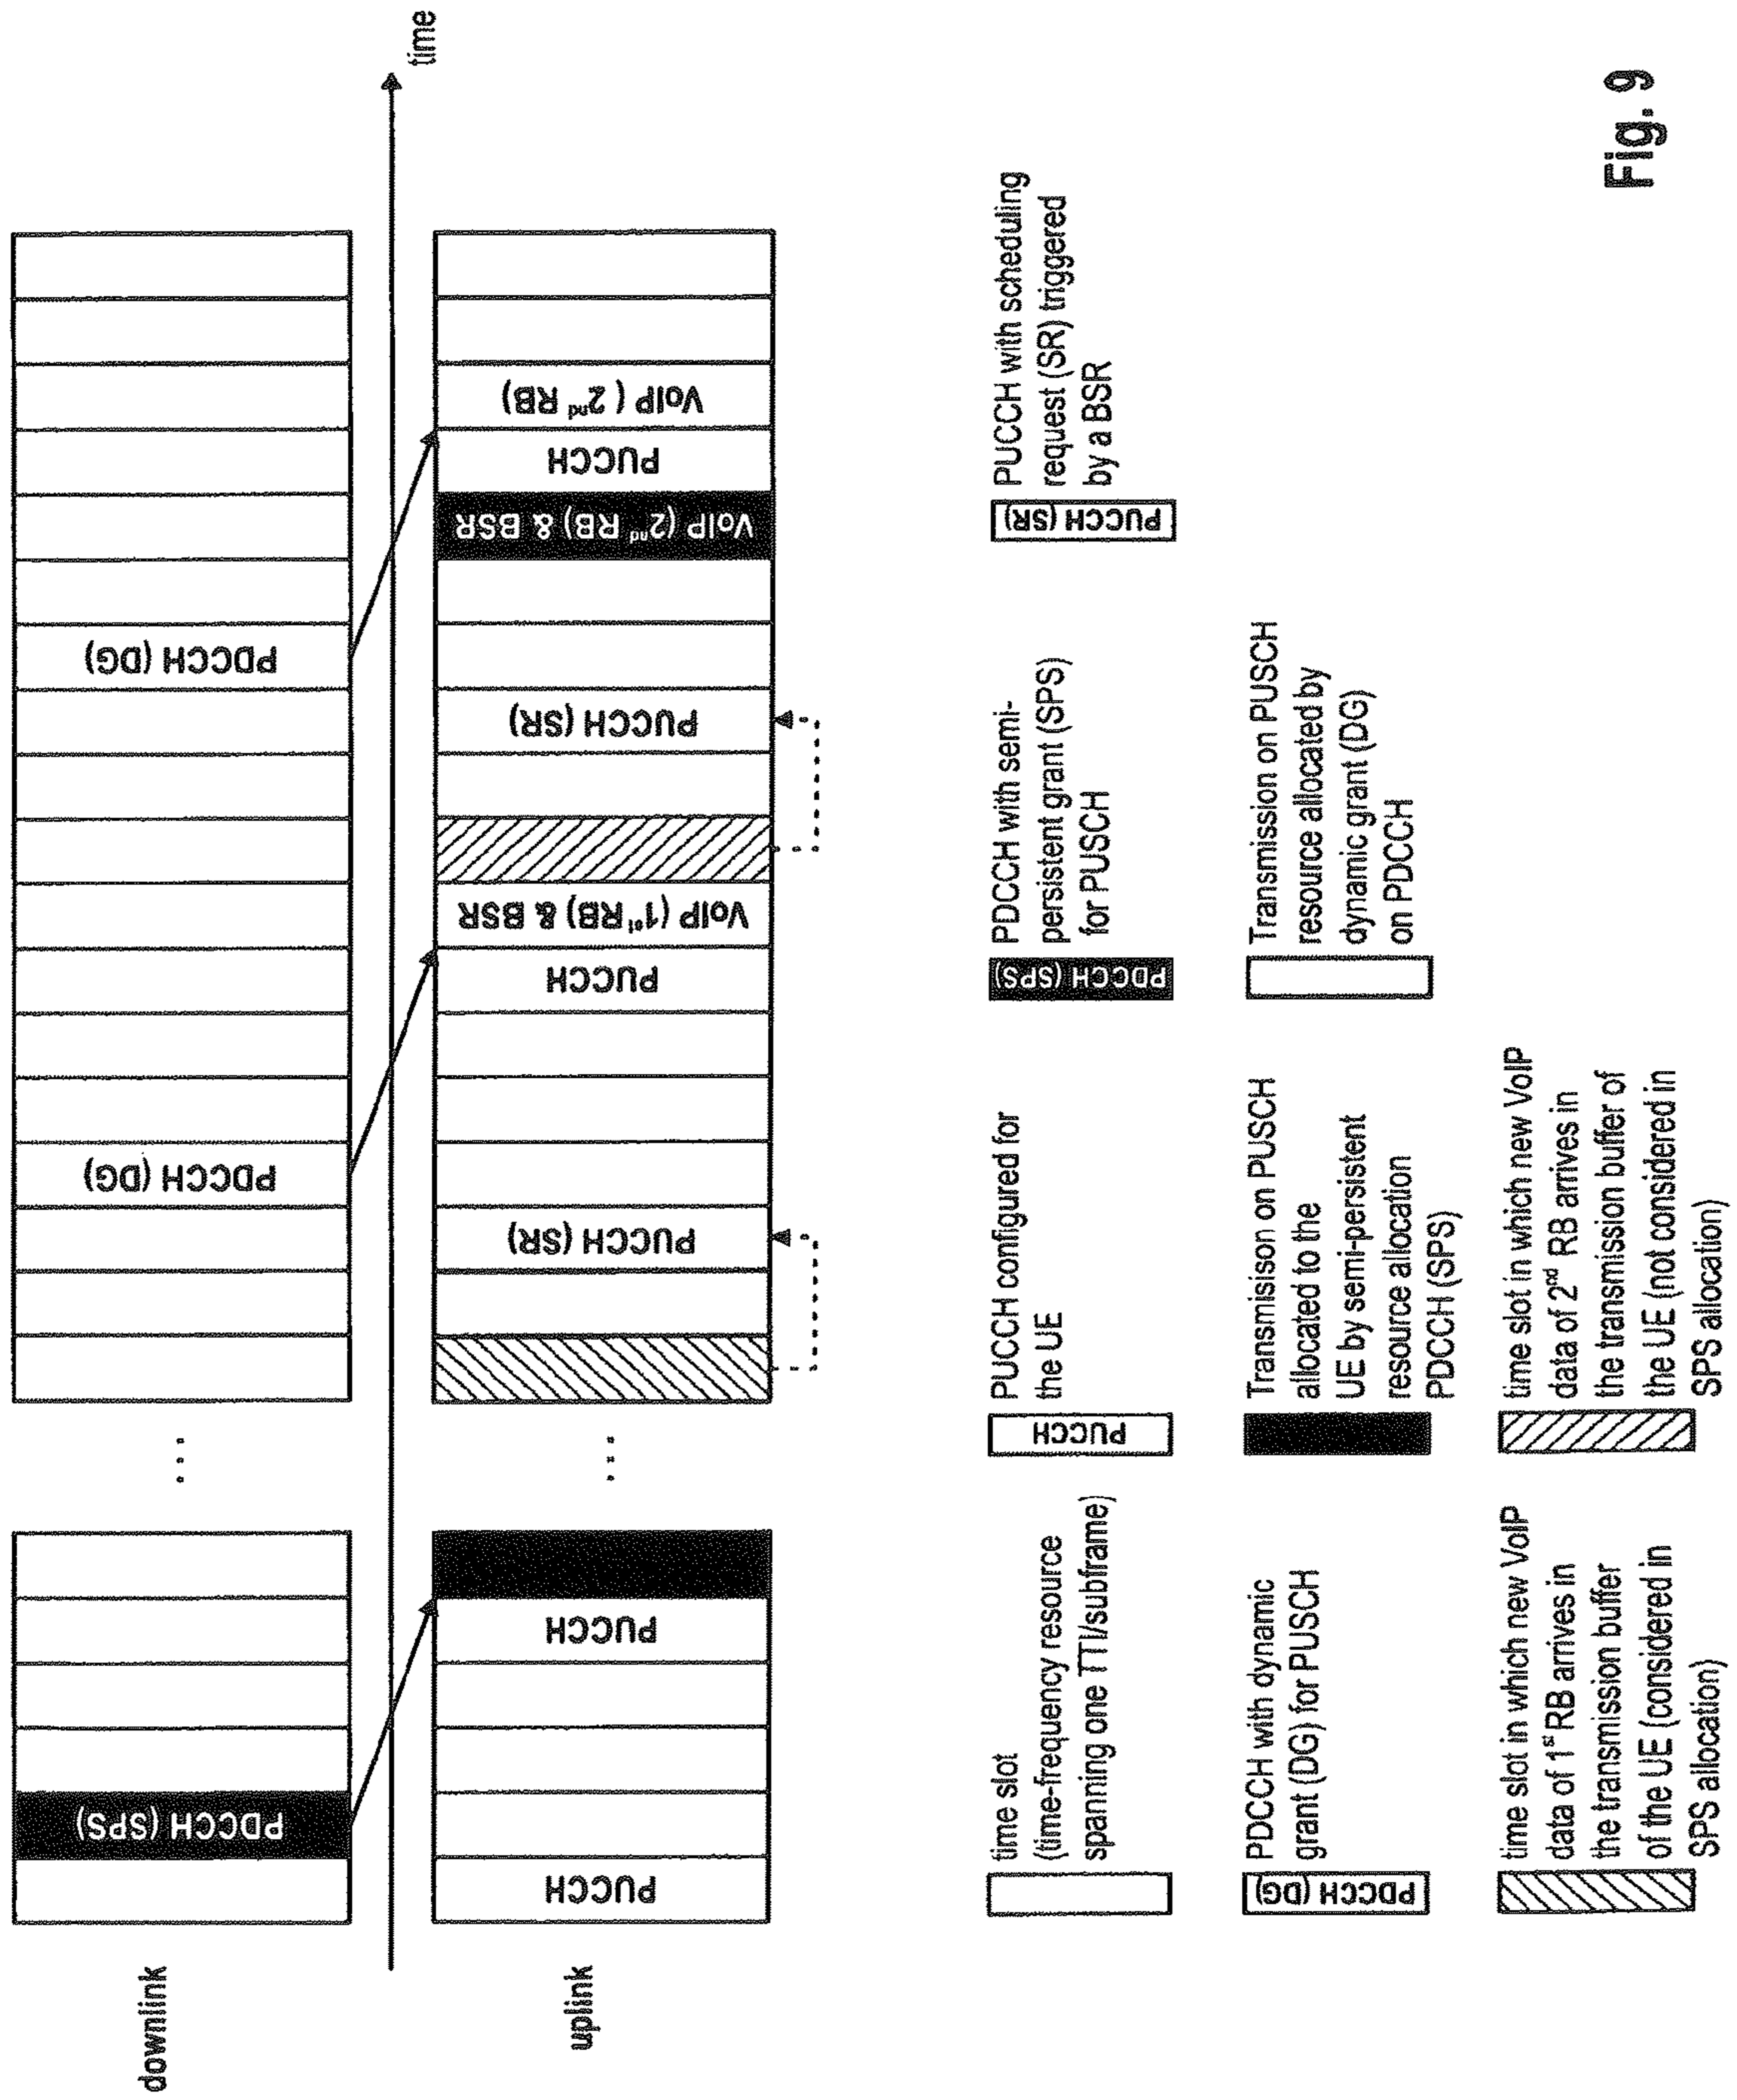 downlink
PDCCH (SPS)
...
PDCCH (DG)
PDCCH (DG)
time
uplink
PUCCH
PUCCH
...
PUCCH (SR)
PUCCH
VoIP (1st RB) & BSR
PUCCH (SR)
VoIP (2nd RB) & BSR
PUCCH
VoIP ( 2nd RB)
time slot
(time-frequency resource
spanning one TTI/subframe)
PUCCH
PUCCH configured for
the UE
PDCCH (SPS)
PDCCH with semi-
persistent grant (SPS)
for PUSCH
PUCCH (SR)
PUCCH with scheduling
request (SR) triggered
by a BSR
PDCCH (DG)
PDCCH with dynamic
grant (DG) for PUSCH
Transmisison on PUSCH
allocated to the
UE by semi-persistent
resource allocation
PDCCH (SPS)
Transmission on PUSCH
resource allocated by
dynamic grant (DG)
on PDCCH
time slot in which new VoIP
data of 1st RB arrives in
the transmission buffer
of the UE (considered in
SPS allocation)
time slot in which new VoIP
data of 2nd RB arrives in
the transmission buffer of
the UE (not considered in
SPS allocation)
Fig. 9